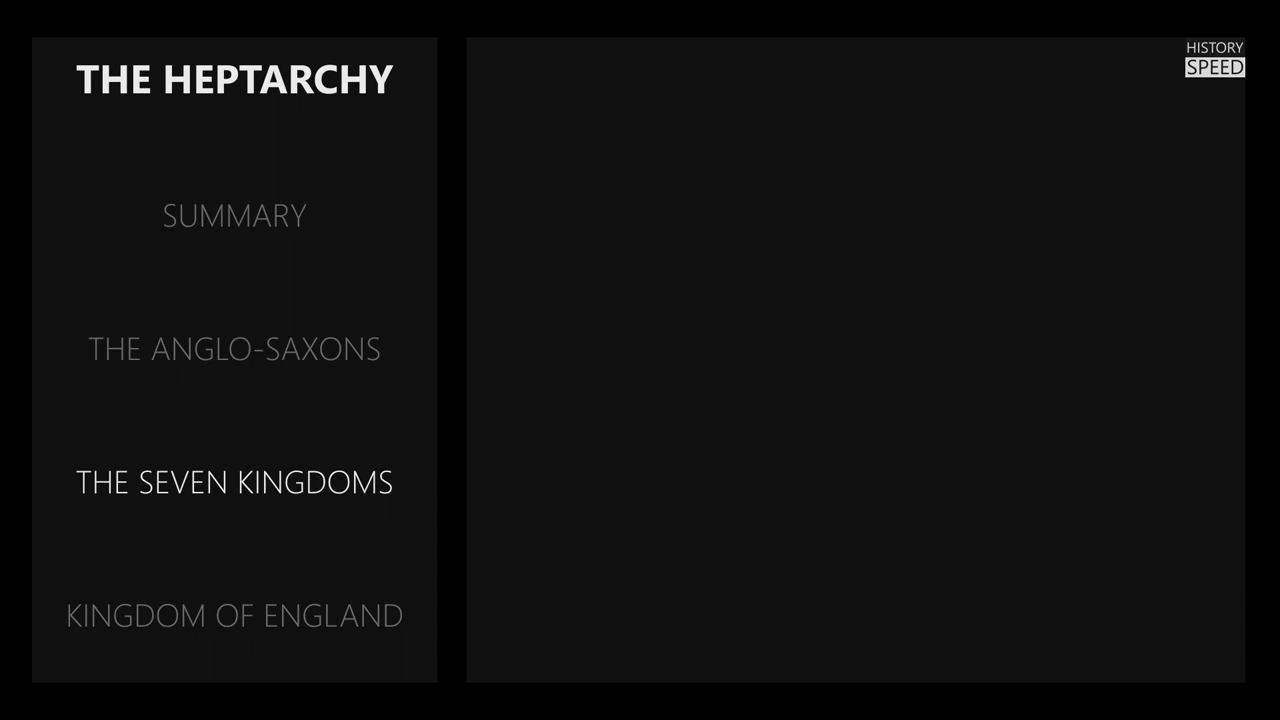 THE HEPTARCHY
SUMMARY
THE ANGLO-SAXONS
THE SEVEN KINGDOMS
KINGDOM OF ENGLAND
HISTORY
SPEED